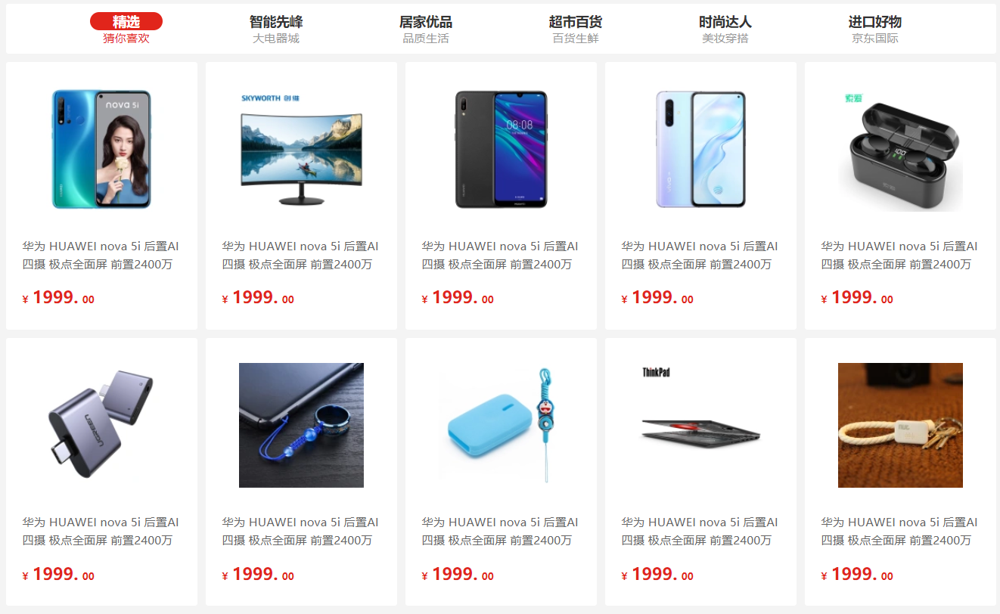 精选
猜你喜欢
智能先峰
大电器城
居家优品
品质生活
超市百货
百货生鲜
时尚达人
美妆穿搭
进口好物
京东国际
nova 5i
SKYWORTH 创维
08:08
vivo
索爱
100
华为 HUAWEI nova 5i 后置AI
四摄 极点全面屏 前置2400万
¥ 1999. 00
华为 HUAWEI nova 5i 后置AI
四摄 极点全面屏 前置2400万
¥ 1999. 00
华为 HUAWEI nova 5i 后置AI
四摄 极点全面屏 前置2400万
¥ 1999. 00
华为 HUAWEI nova 5i 后置AI
四摄 极点全面屏 前置2400万
¥ 1999. 00
华为 HUAWEI nova 5i 后置AI
四摄 极点全面屏 前置2400万
¥ 1999. 00
UGREEN
ThinkPad
nut
华为 HUAWEI nova 5i 后置AI
四摄 极点全面屏 前置2400万
¥ 1999. 00
华为 HUAWEI nova 5i 后置AI
四摄 极点全面屏 前置2400万
¥ 1999. 00
华为 HUAWEI nova 5i 后置AI
四摄 极点全面屏 前置2400万
¥ 1999. 00
华为 HUAWEI nova 5i 后置AI
四摄 极点全面屏 前置2400万
¥ 1999. 00
华为 HUAWEI nova 5i 后置AI
四摄 极点全面屏 前置2400万
¥ 1999. 00